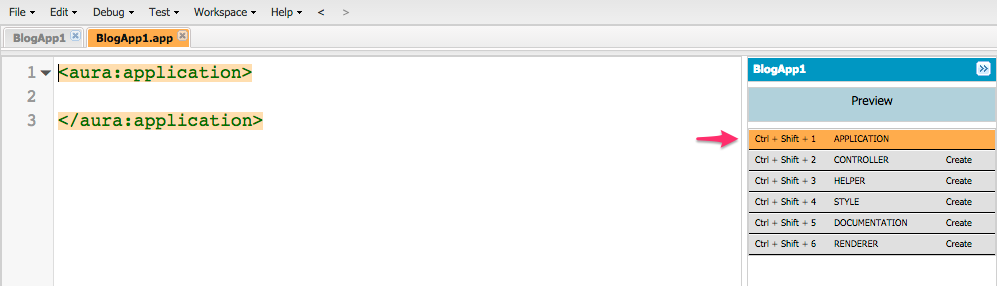 File Edit Debug Test Workspace Help < >
BlogApp1 BlogApp1.app
1 <aura:application>
2
3 </aura:application>
BlogApp1
Preview
Ctrl + Shift + 1 APPLICATION
Ctrl + Shift + 2 CONTROLLER Create
Ctrl + Shift + 3 HELPER Create
Ctrl + Shift + 4 STYLE Create
Ctrl + Shift + 5 DOCUMENTATION Create
Ctrl + Shift + 6 RENDERER Create